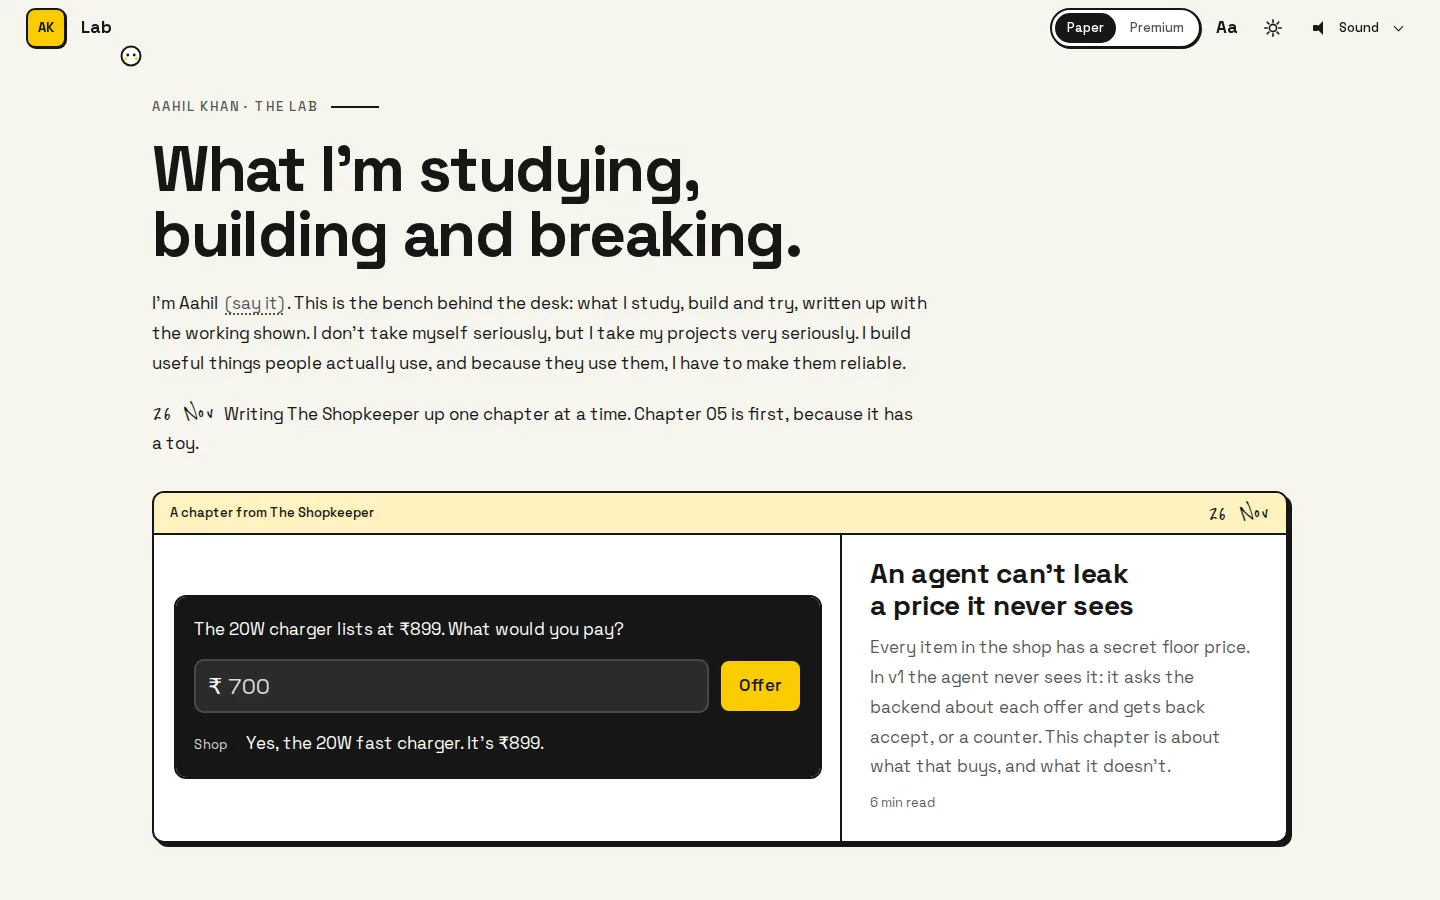 AK
Lab
Paper
Premium
Aa
Sound
AAHIL KHAN · THE LAB
What I’m studying,
building and breaking.
I’m Aahil (say it). This is the bench behind the desk: what I study, build and try, written up with
the working shown. I don’t take myself seriously, but I take my projects very seriously. I build
useful things people actually use, and because they use them, I have to make them reliable.
26 Nov Writing The Shopkeeper up one chapter at a time. Chapter 05 is first, because it has
a toy.
A chapter from The Shopkeeper
26 Nov
The 20W charger lists at ₹899. What would you pay?
₹ 700
Offer
Shop Yes, the 20W fast charger. It’s ₹899.
An agent can’t leak
a price it never sees
Every item in the shop has a secret floor price.
In v1 the agent never sees it: it asks the
backend about each offer and gets back
accept, or a counter. This chapter is about
what that buys, and what it doesn’t.
6 min read